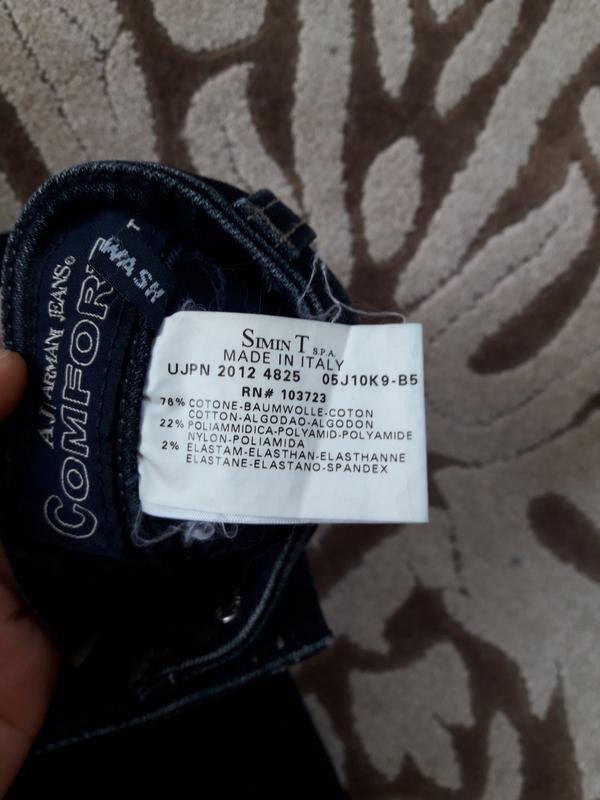 AJ ARMANI JEANS®
COMFORT
WASH
SIMIN T S.P.A.
MADE IN ITALY
UJPN 2012 4825 05J10K9-B5
RN# 103723
76% COTONE-BAUMWOLLE-COTON
COTTON-ALGODAO-ALGODON
22% POLIAMMIDICA-POLYAMID-POLYAMIDE
NYLON-POLIAMIDA
2% ELASTAM-ELASTHAN-ELASTHANNE
ELASTANE-ELASTANO-SPANDEX